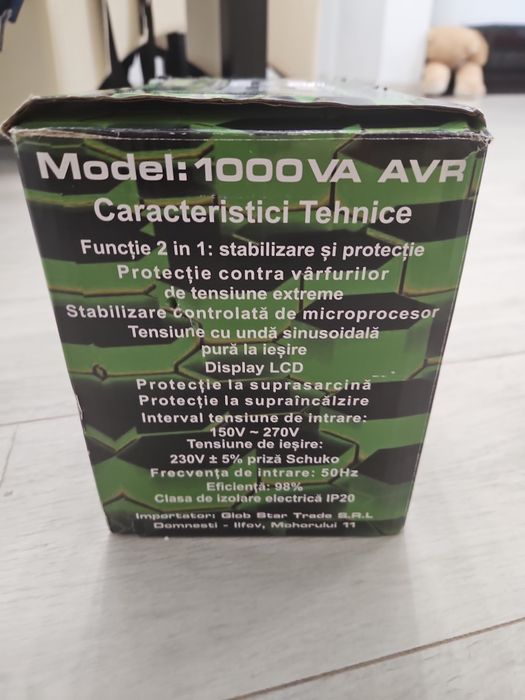 Model: 1000VA AVR
Caracteristici Tehnice
Funcție 2 in 1: stabilizare și protecție
Protecție contra vârfurilor
de tensiune extreme
Stabilizare controlată de microprocesor
Tensiune cu undă sinusoidală
pură la ieșire
Display LCD
Protecție la suprasarcină
Protecție la supraîncălzire
Interval tensiune de intrare:
150V ~ 270V
Tensiune de ieșire:
230V ± 5% priză Schuko
Frecvența de intrare: 50Hz
Eficiență: 98%
Clasa de izolare electrică IP20
Importator: Glob Star Trade S.R.L
Domnesti - Ilfov, Mohorului 11